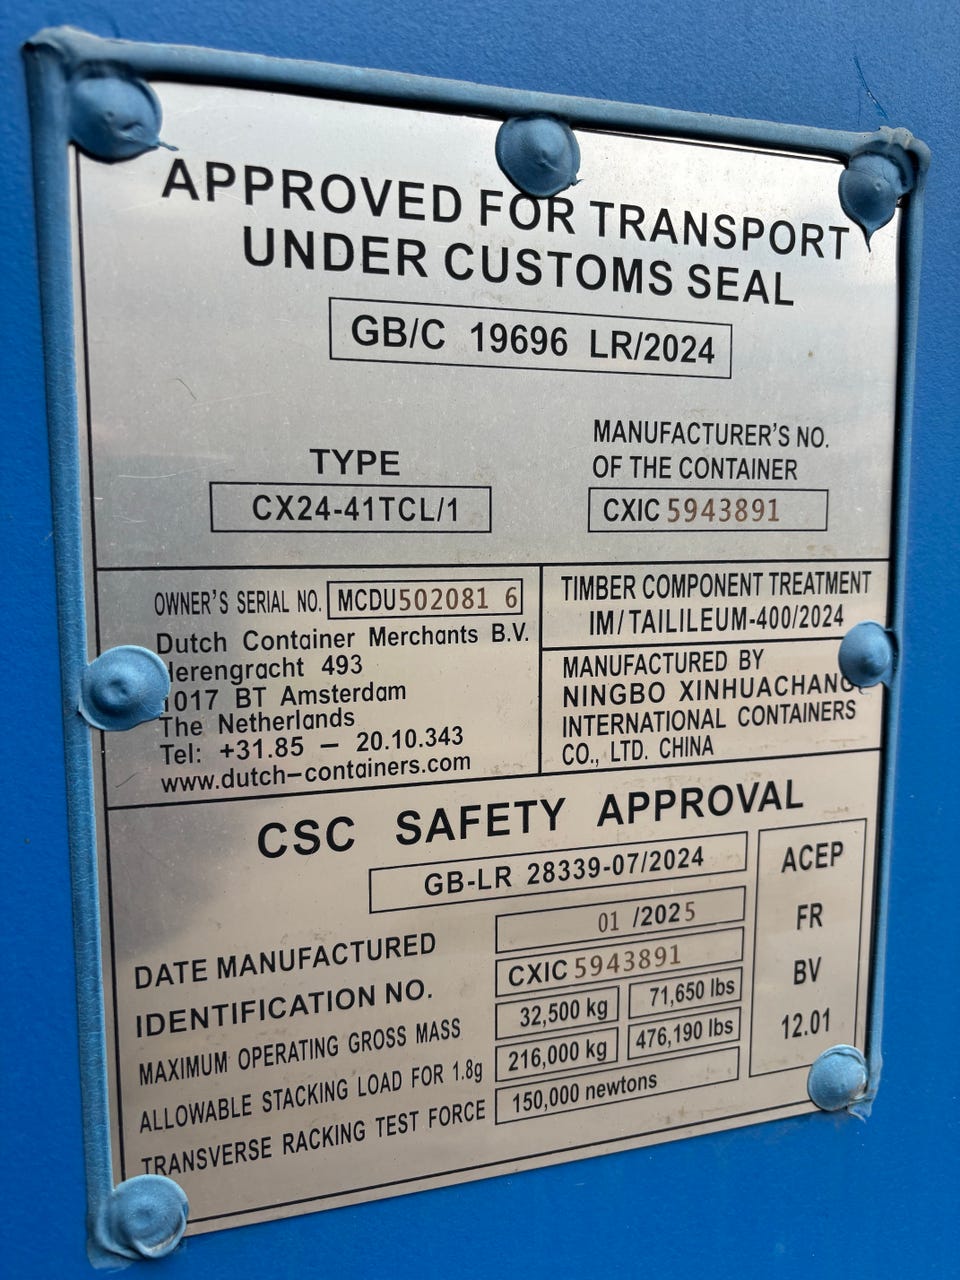 APPROVED FOR TRANSPORT
UNDER CUSTOMS SEAL
GB/C 19696 LR/2024
TYPE
CX24-41TCL/1
MANUFACTURER'S NO.
OF THE CONTAINER
CXIC 5943891
OWNER'S SERIAL NO. MCDU502081 6
Dutch Container Merchants B.V.
Herengracht 493
1017 BT Amsterdam
The Netherlands
Tel: +31.85 – 20.10.343
www.dutch-containers.com
TIMBER COMPONENT TREATMENT
IM/TAILILEUM-400/2024
MANUFACTURED BY
NINGBO XINHUACHANG
INTERNATIONAL CONTAINERS
CO., LTD. CHINA
CSC SAFETY APPROVAL
GB-LR 28339-07/2024
DATE MANUFACTURED 01 /2025
IDENTIFICATION NO. CXIC 5943891
MAXIMUM OPERATING GROSS MASS 32,500 kg 71,650 lbs
ALLOWABLE STACKING LOAD FOR 1.8g 216,000 kg 476,190 lbs
TRANSVERSE RACKING TEST FORCE 150,000 newtons
ACEP
FR
BV
12.01